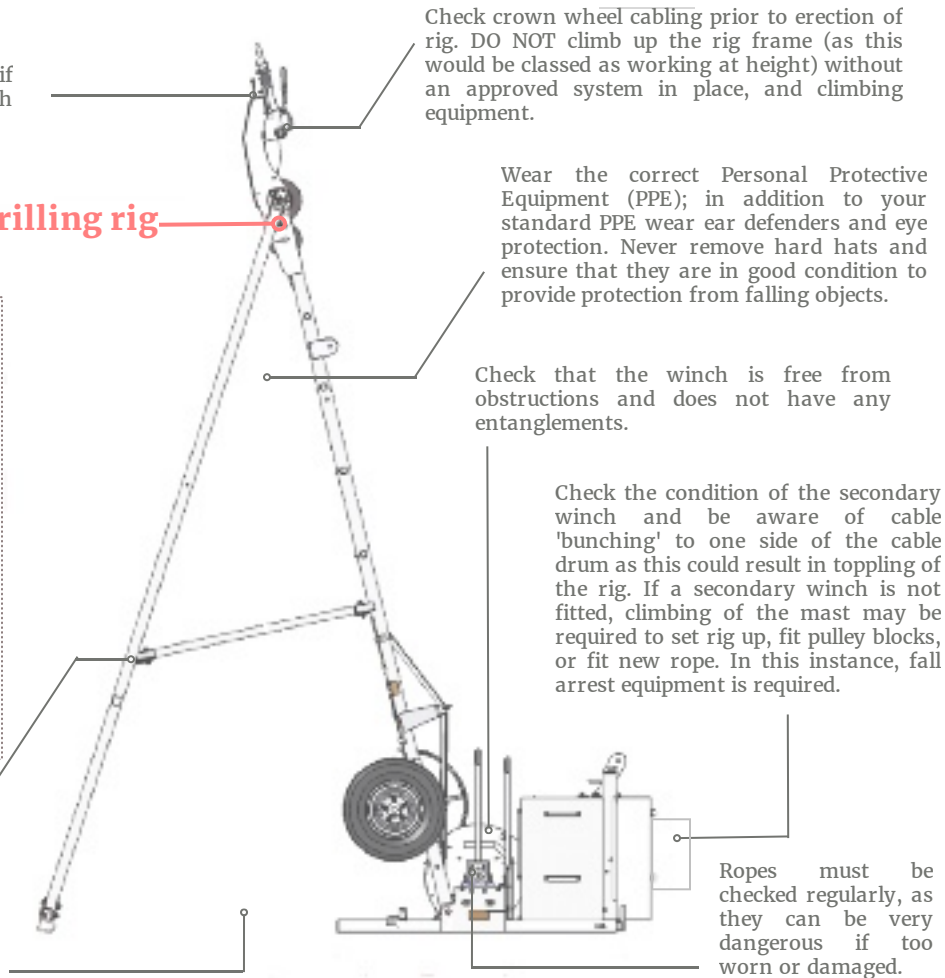 Check crown wheel cabling prior to erection of
rig. DO NOT climb up the rig frame (as this
would be classed as working at height) without
an approved system in place, and climbing
equipment.
if
h
Wear the correct Personal Protective
Equipment (PPE); in addition to your
standard PPE wear ear defenders and eye
protection. Never remove hard hats and
ensure that they are in good condition to
provide protection from falling objects.
rilling rig
Check that the winch is free from
obstructions and does not have any
entanglements.
Check the condition of the secondary
winch and be aware of cable
'bunching' to one side of the cable
drum as this could result in toppling of
the rig. If a secondary winch is not
fitted, climbing of the mast may be
required to set rig up, fit pulley blocks,
or fit new rope. In this instance, fall
arrest equipment is required.
Ropes must be
checked regularly, as
they can be very
dangerous if too
worn or damaged.